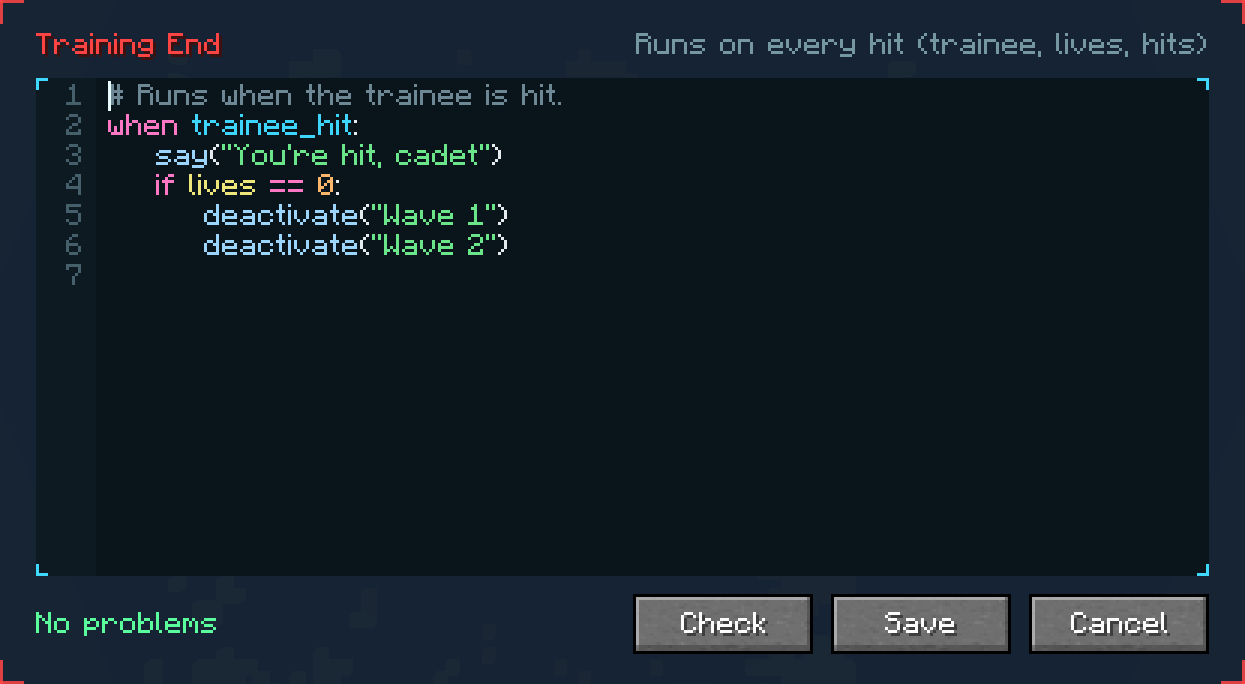 Training End
Runs on every hit (trainee, lives, hits)
1 # Runs when the trainee is hit.
2 when trainee_hit:
3    say("You're hit, cadet")
4    if lives == 0:
5       deactivate("Wave 1")
6       deactivate("Wave 2")
7
No problems
Check
Save
Cancel